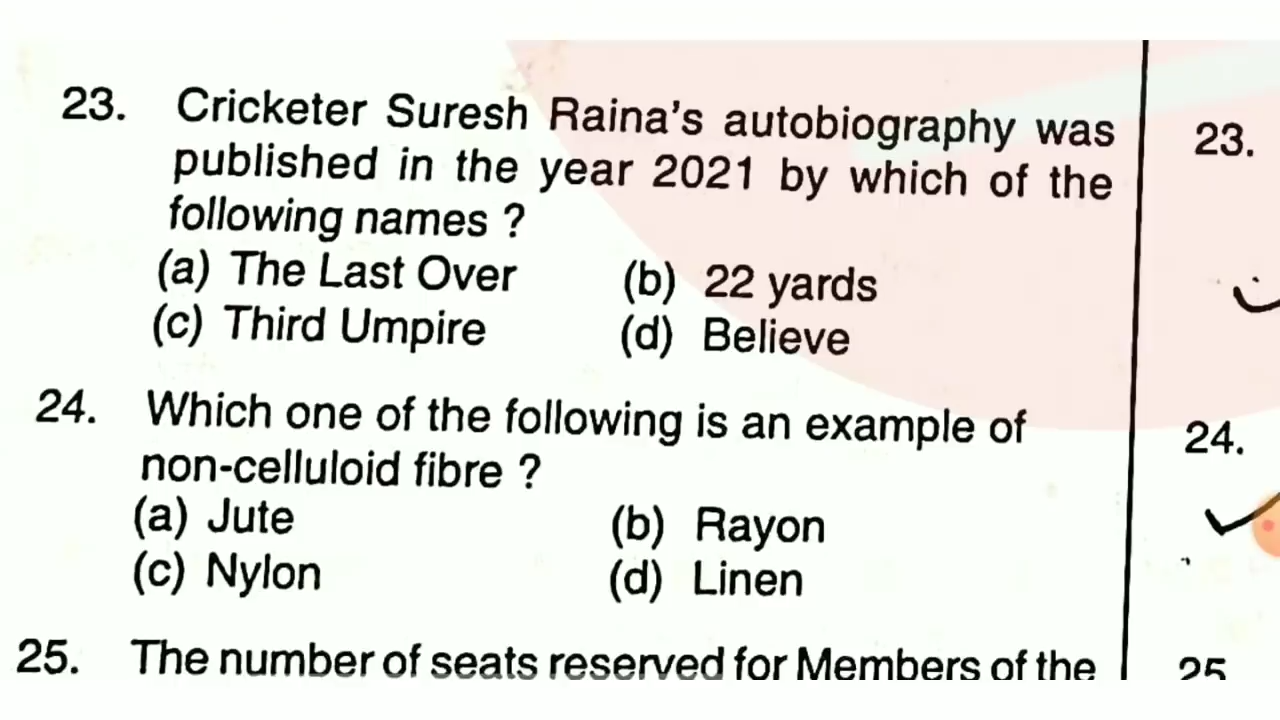 23. Cricketer Suresh Raina's autobiography was
published in the year 2021 by which of the
following names ?
(a) The Last Over (b) 22 yards
(c) Third Umpire (d) Believe
24. Which one of the following is an example of
non-celluloid fibre ?
(a) Jute (b) Rayon
(c) Nylon (d) Linen
25. The number of seats reserved for Members of the
23.
24.
25